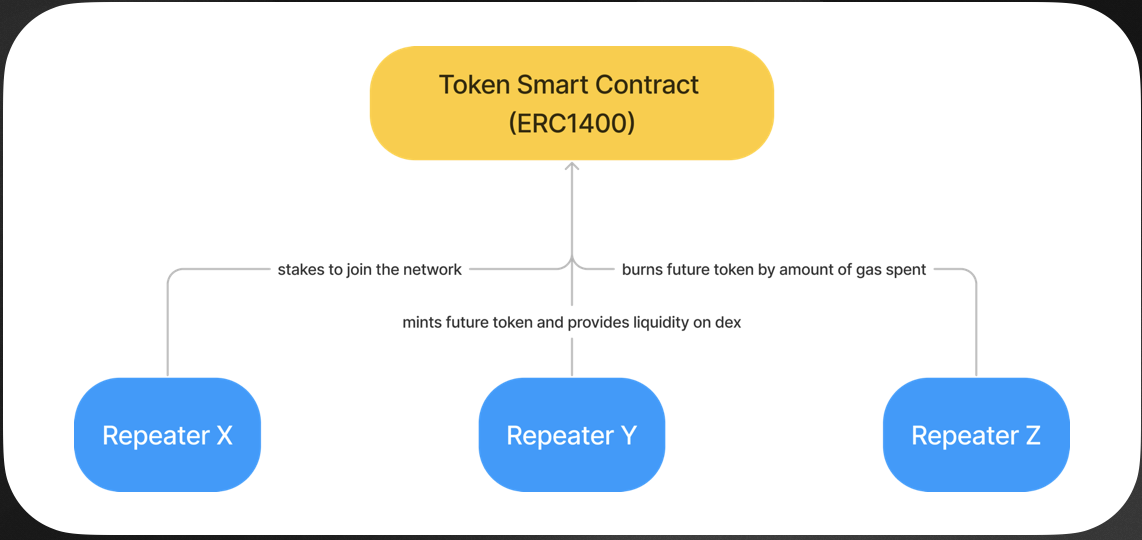 Token Smart Contract
(ERC1400)
stakes to join the network
burns future token by amount of gas spent
mints future token and provides liquidity on dex
Repeater X
Repeater Y
Repeater Z